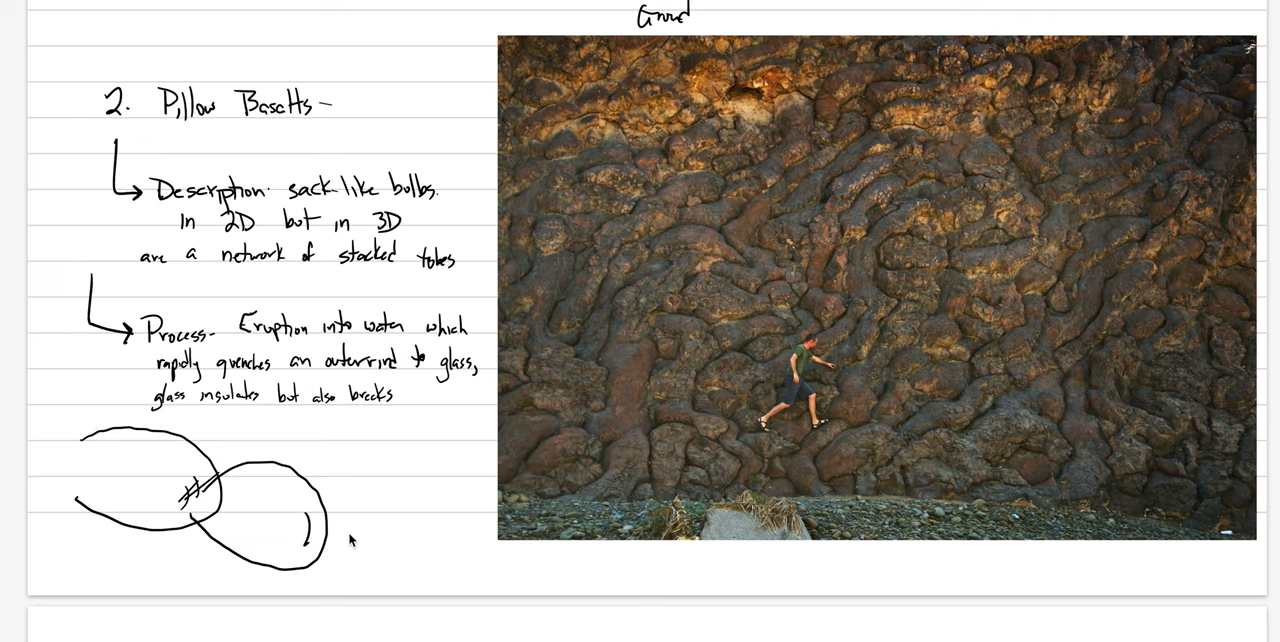 2. Pillow Basalts -
Description. sack-like bulbs.
in 2D but in 3D
are a network of stacked tubes
Process- Eruption into water which
rapidly quenches an outer rind to glass,
glass insulates but also breaks